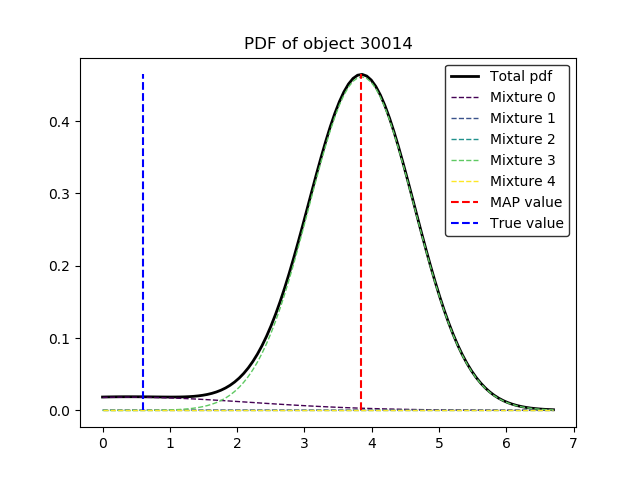 PDF of object 30014
Total pdf
Mixture 0
Mixture 1
Mixture 2
Mixture 3
Mixture 4
MAP value
True value
0.4
0.3
0.2
0.1
0.0
0 1 2 3 4 5 6 7